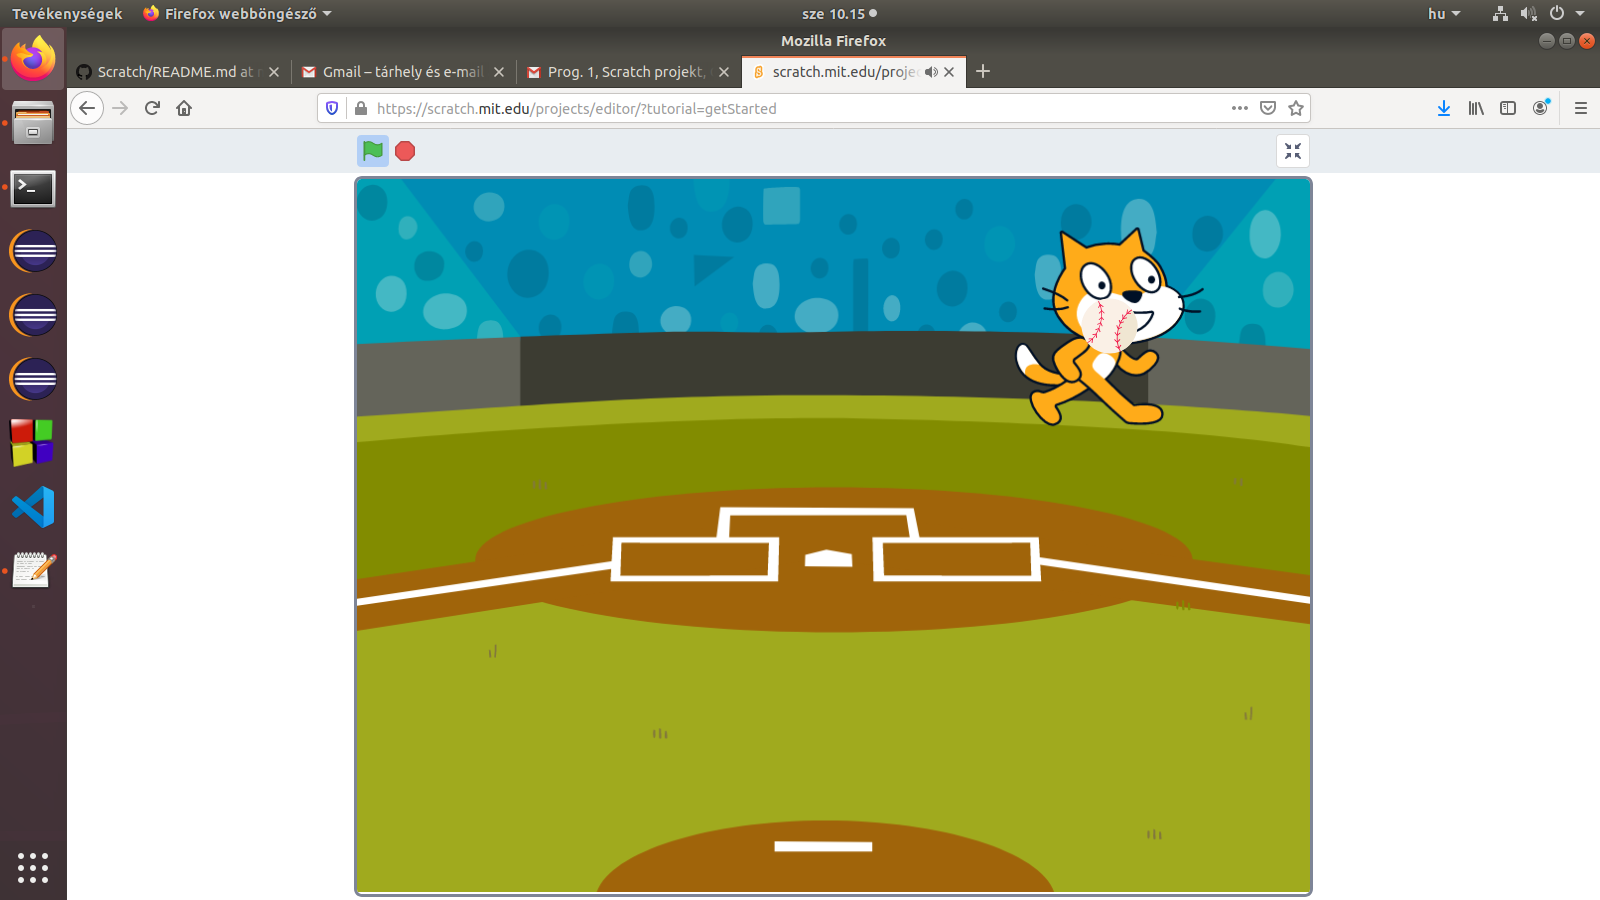 Tevékenységek
Firefox webböngésző
sze 10.15
hu
Mozilla Firefox
Scratch/README.md at
Gmail – tárhely és e-mail
Prog. 1, Scratch projekt,
scratch.mit.edu/proje
https://scratch.mit.edu/projects/editor/?tutorial=getStarted